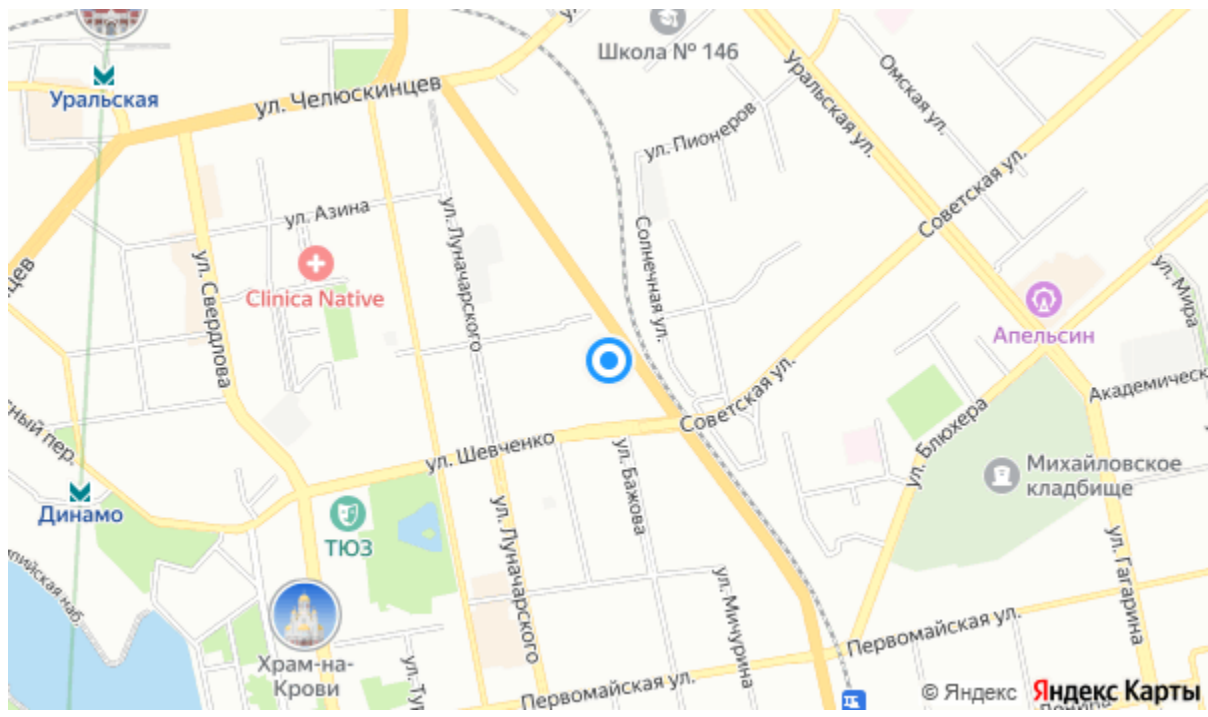 Школа № 146
Уральская
ул. Челюскинцев
Уральская ул.
Омская ул.
ул. Пионеров
Советская ул.
ул. Азина
ул. Луначарского
Солнечная ул.
ул. Мира
ул. Свердлова
Clinica Native
Апельсин
Советская ул.
ул. Блюхера
ул. Шевченко
ул. Бажова
Михайловское
кладбище
Динамо
ТЮЗ
ул. Луначарского
ул. Гагарина
ул. Мичурина
Первомайская ул.
Храм-на-
Крови
Первомайская ул.
© Яндекс Яндекс Карты